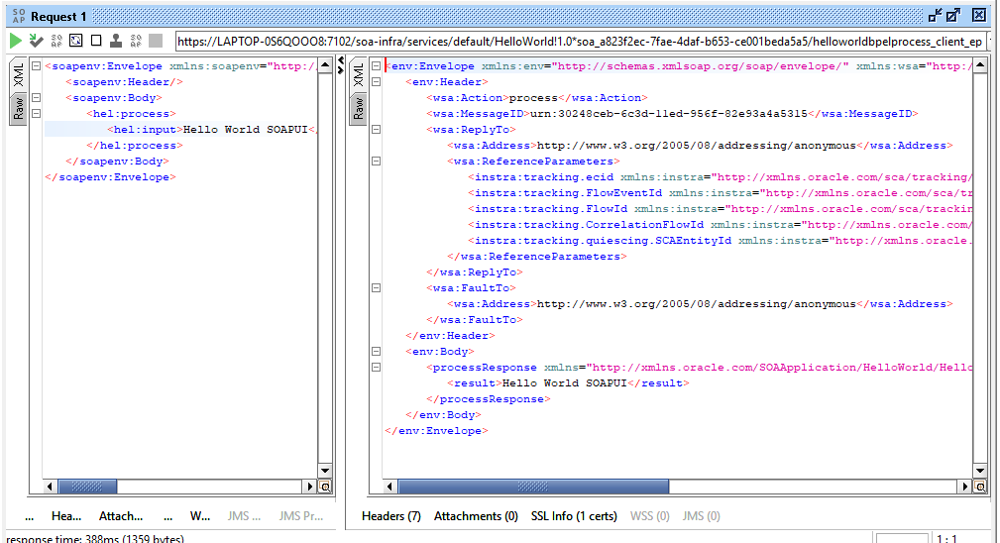 SO AP Request 1
https://LAPTOP-0S6QOOO8:7102/soa-infra/services/default/HelloWorld!1.0*soa_a823f2ec-7fae-4daf-b653-ce001beda5a5/helloworldbpelprocess_client_ep
XML
Raw
<soapenv:Envelope xmlns:soapenv="http:/
<soapenv:Header/>
<soapenv:Body>
<hel:process>
<hel:input>Hello World SOAPUI<
</hel:process>
</soapenv:Body>
</soapenv:Envelope>
XML
Raw
<env:Envelope xmlns:env="http://schemas.xmlsoap.org/soap/envelope/" xmlns:wsa="http:/
<env:Header>
<wsa:Action>process</wsa:Action>
<wsa:MessageID>urn:30248ceb-6c3d-11ed-956f-82e93a4a5315</wsa:MessageID>
<wsa:ReplyTo>
<wsa:Address>http://www.w3.org/2005/08/addressing/anonymous</wsa:Address>
<wsa:ReferenceParameters>
<instra:tracking.ecid xmlns:instra="http://xmlns.oracle.com/sca/tracking/
<instra:tracking.FlowEventId xmlns:instra="http://xmlns.oracle.com/sca/tr
<instra:tracking.FlowId xmlns:instra="http://xmlns.oracle.com/sca/trackin
<instra:tracking.CorrelationFlowId xmlns:instra="http://xmlns.oracle.com/
<instra:tracking.quiescing.SCAEntityId xmlns:instra="http://xmlns.oracle.
</wsa:ReferenceParameters>
</wsa:ReplyTo>
<wsa:FaultTo>
<wsa:Address>http://www.w3.org/2005/08/addressing/anonymous</wsa:Address>
</wsa:FaultTo>
</env:Header>
<env:Body>
<processResponse xmlns="http://xmlns.oracle.com/SOAApplication/HelloWorld/Hello
<result>Hello World SOAPUI</result>
</processResponse>
</env:Body>
</env:Envelope>
... Hea... Attach... ... W... JMS ... JMS Pr...
Headers (7) Attachments (0) SSL Info (1 certs) WSS (0) JMS (0)
response time: 388ms (1359 bytes)
1 : 1